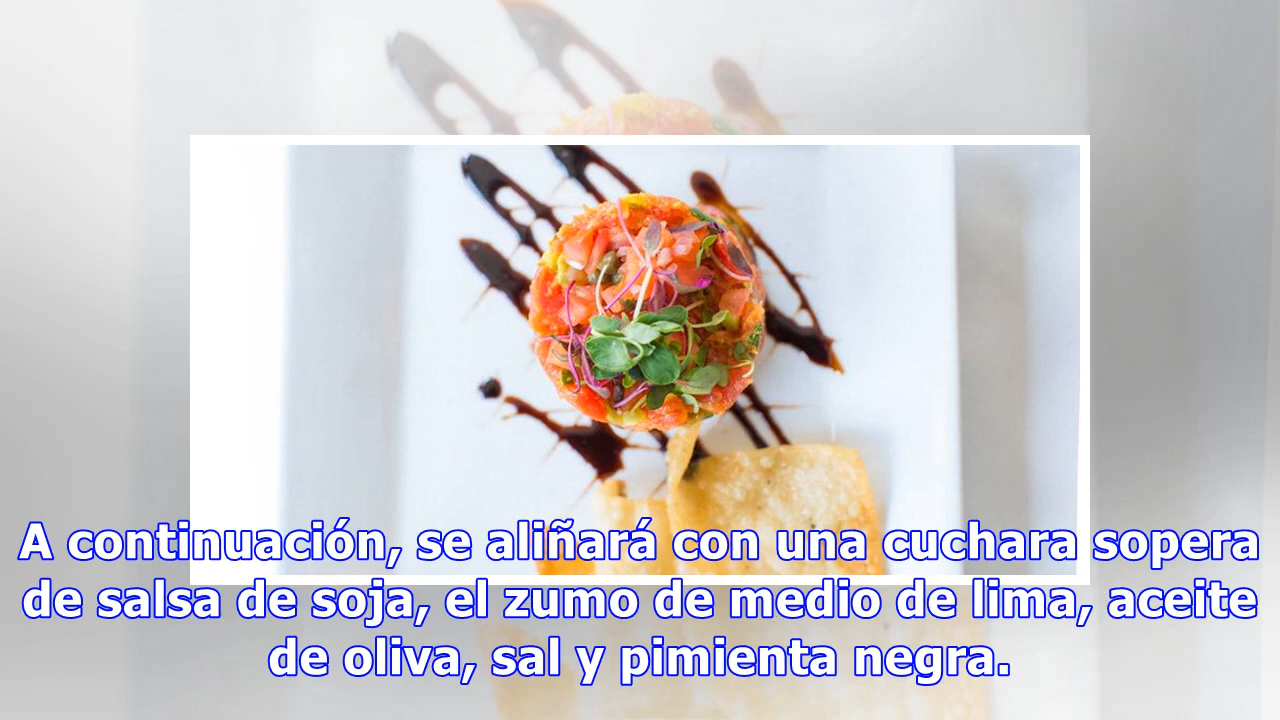 A continuación, se aliñará con una cuchara sopera
de salsa de soja, el zumo de medio de lima, aceite
de oliva, sal y pimienta negra.